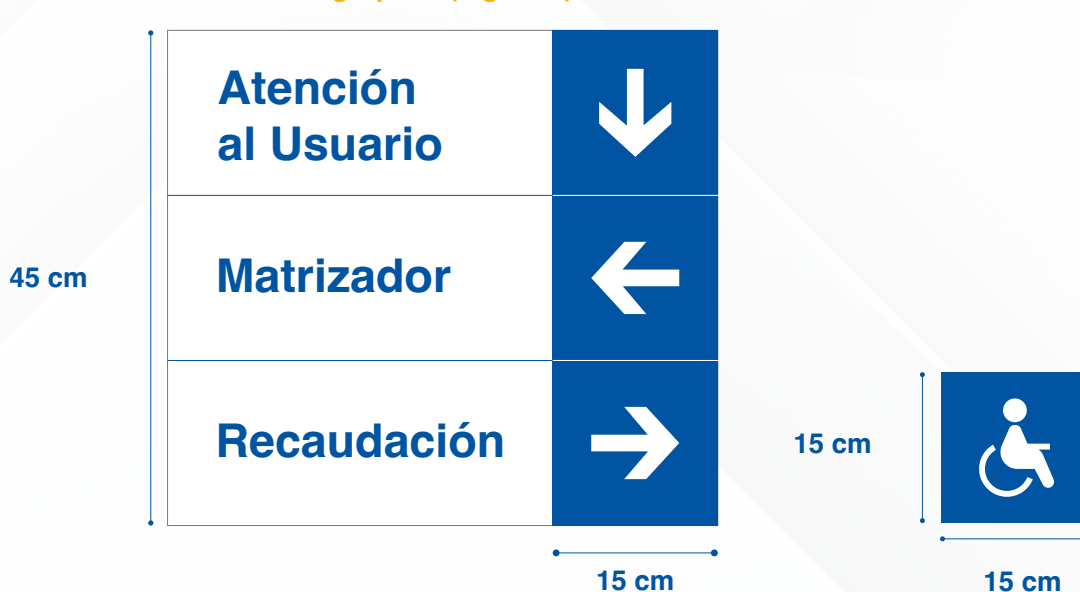 Atención
al Usuario
Matrizador
Recaudación
45 cm
15 cm
15 cm
15 cm